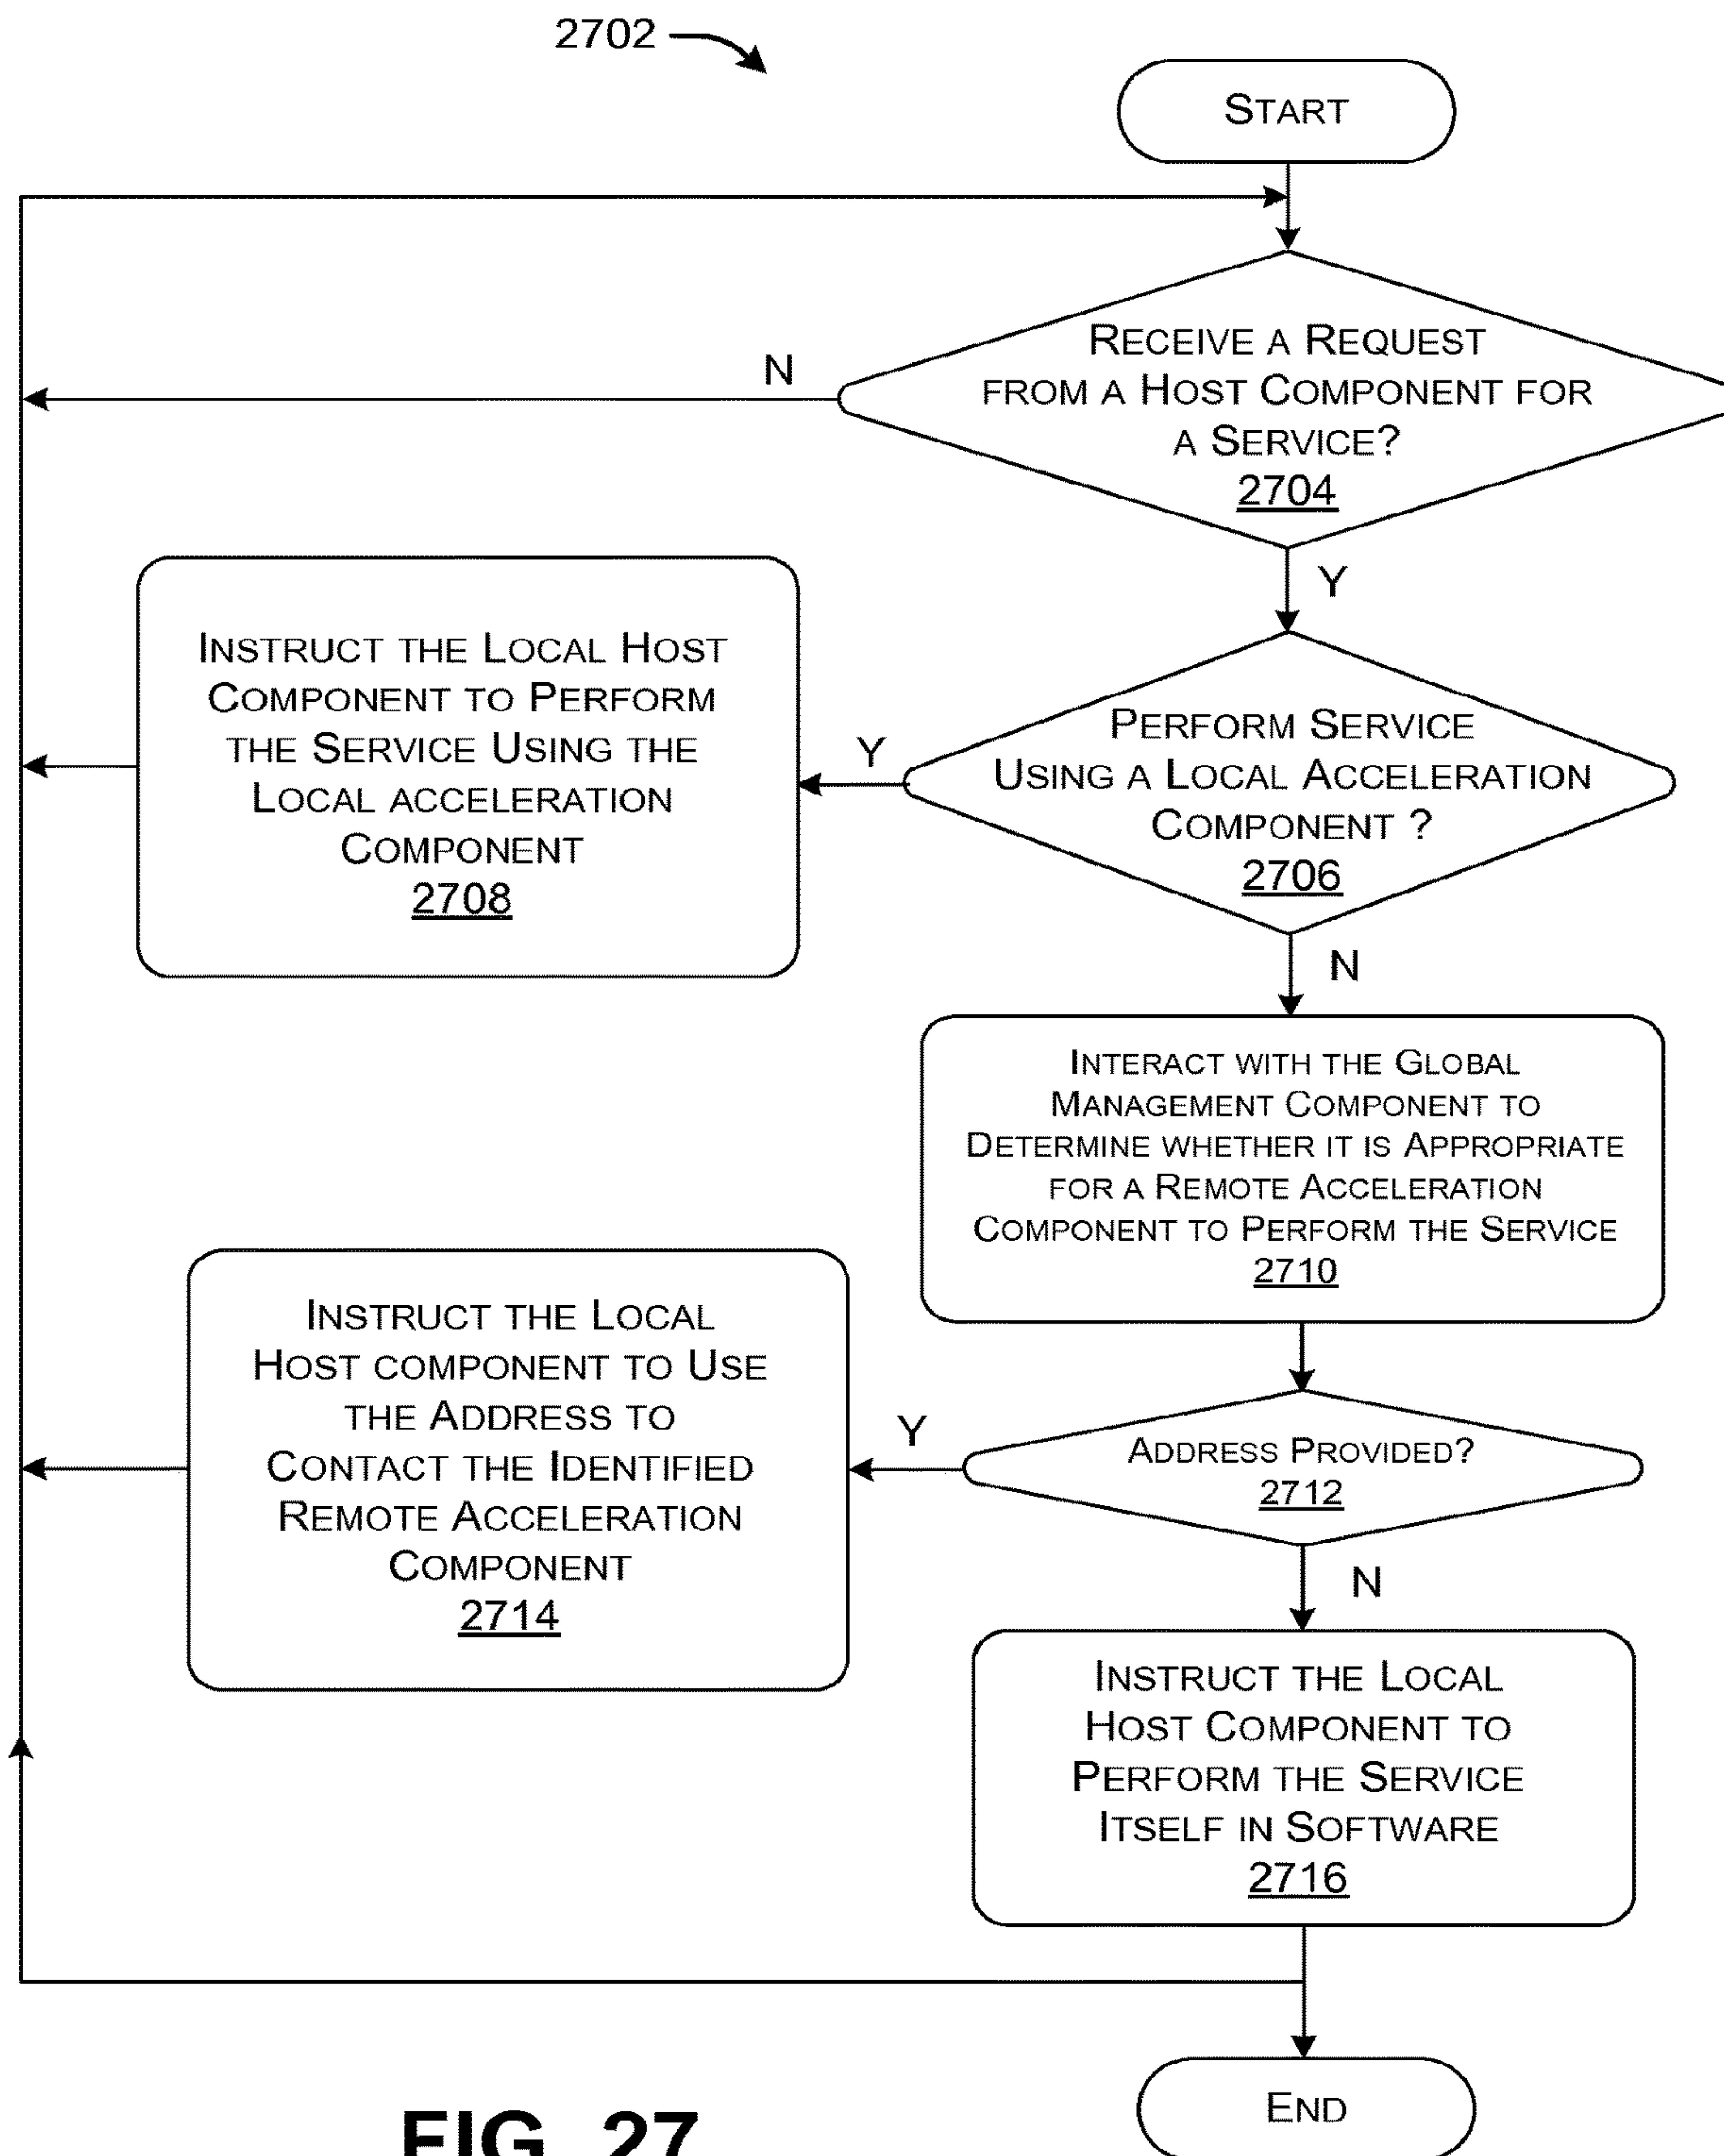 2702
START
RECEIVE A REQUEST
FROM A HOST COMPONENT FOR
A SERVICE?
2704
N
Y
INSTRUCT THE LOCAL HOST
COMPONENT TO PERFORM
THE SERVICE USING THE
LOCAL ACCELERATION
COMPONENT
2708
Y
PERFORM SERVICE
USING A LOCAL ACCELERATION
COMPONENT ?
2706
N
INTERACT WITH THE GLOBAL
MANAGEMENT COMPONENT TO
DETERMINE WHETHER IT IS APPROPRIATE
FOR A REMOTE ACCELERATION
COMPONENT TO PERFORM THE SERVICE
2710
INSTRUCT THE LOCAL
HOST COMPONENT TO USE
THE ADDRESS TO
CONTACT THE IDENTIFIED
REMOTE ACCELERATION
COMPONENT
2714
Y
ADDRESS PROVIDED?
2712
N
INSTRUCT THE LOCAL
HOST COMPONENT TO
PERFORM THE SERVICE
ITSELF IN SOFTWARE
2716
END
FIG. 27